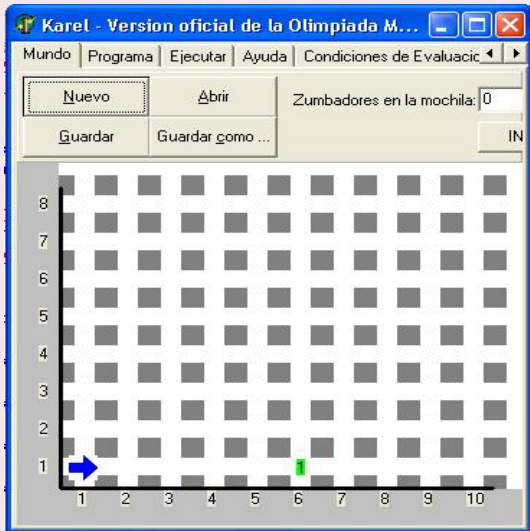 Karel - Version oficial de la Olimpiada M...
Mundo Programa Ejecutar Ayuda Condiciones de Evaluacic
Nuevo Abrir Zumbadores en la mochila: 0
Guardar Guardar como ... IN
8
7
6
5
4
3
2
1 1
1 2 3 4 5 6 7 8 9 10